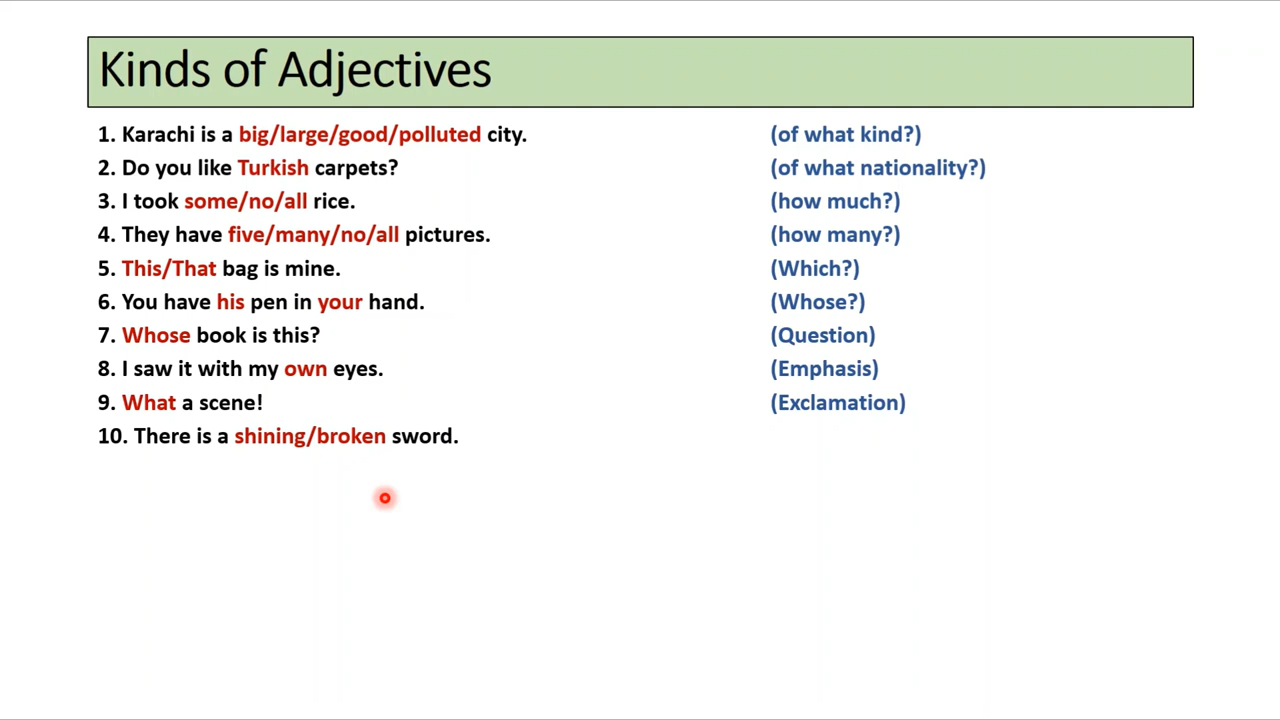 Kinds of Adjectives
1. Karachi is a big/large/good/polluted city. (of what kind?)
2. Do you like Turkish carpets? (of what nationality?)
3. I took some/no/all rice. (how much?)
4. They have five/many/no/all pictures. (how many?)
5. This/That bag is mine. (Which?)
6. You have his pen in your hand. (Whose?)
7. Whose book is this? (Question)
8. I saw it with my own eyes. (Emphasis)
9. What a scene! (Exclamation)
10. There is a shining/broken sword.